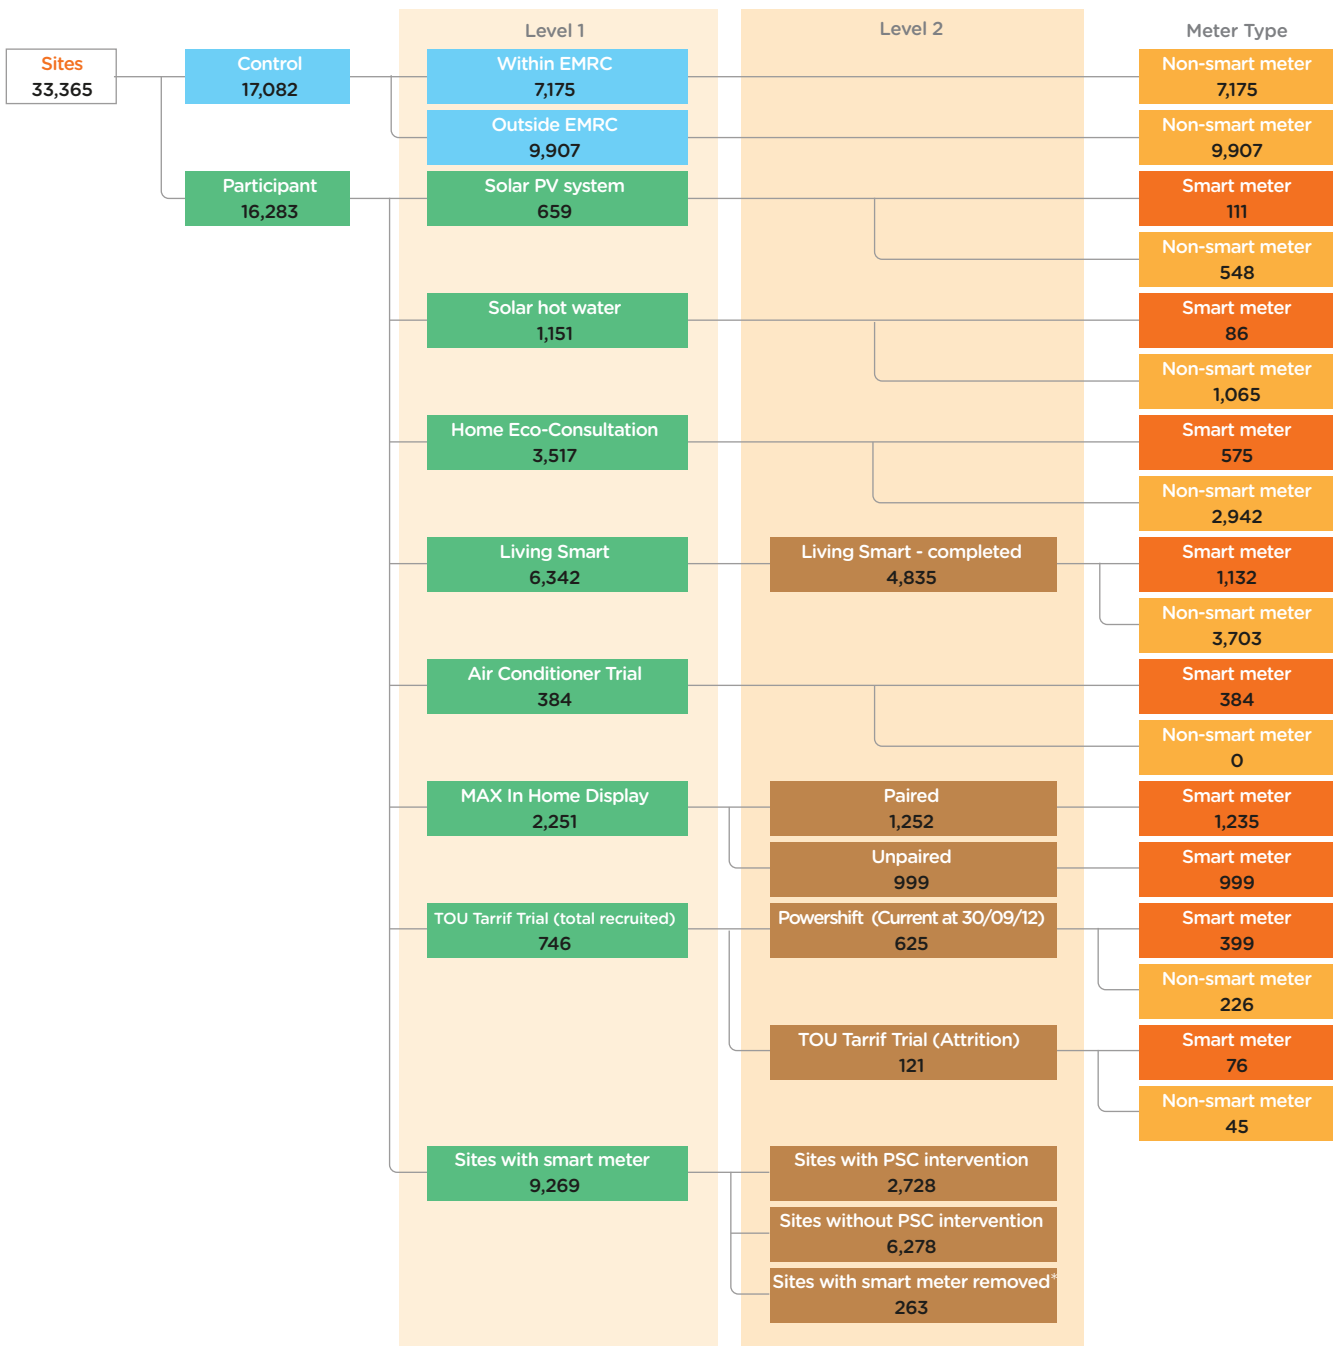 Level 1
Level 2
Meter Type
Sites
33,365
Control
17,082
Within EMRC
7,175
Non-smart meter
7,175
Outside EMRC
9,907
Non-smart meter
9,907
Participant
16,283
Solar PV system
659
Smart meter
111
Non-smart meter
548
Solar hot water
1,151
Smart meter
86
Non-smart meter
1,065
Home Eco-Consultation
3,517
Smart meter
575
Non-smart meter
2,942
Living Smart
6,342
Living Smart - completed
4,835
Smart meter
1,132
Non-smart meter
3,703
Air Conditioner Trial
384
Smart meter
384
Non-smart meter
0
MAX In Home Display
2,251
Paired
1,252
Smart meter
1,235
Unpaired
999
Smart meter
999
TOU Tarrif Trial (total recruited)
746
Powershift (Current at 30/09/12)
625
Smart meter
399
Non-smart meter
226
TOU Tarrif Trial (Attrition)
121
Smart meter
76
Non-smart meter
45
Sites with smart meter
9,269
Sites with PSC intervention
2,728
Sites without PSC intervention
6,278
Sites with smart meter removed*
263